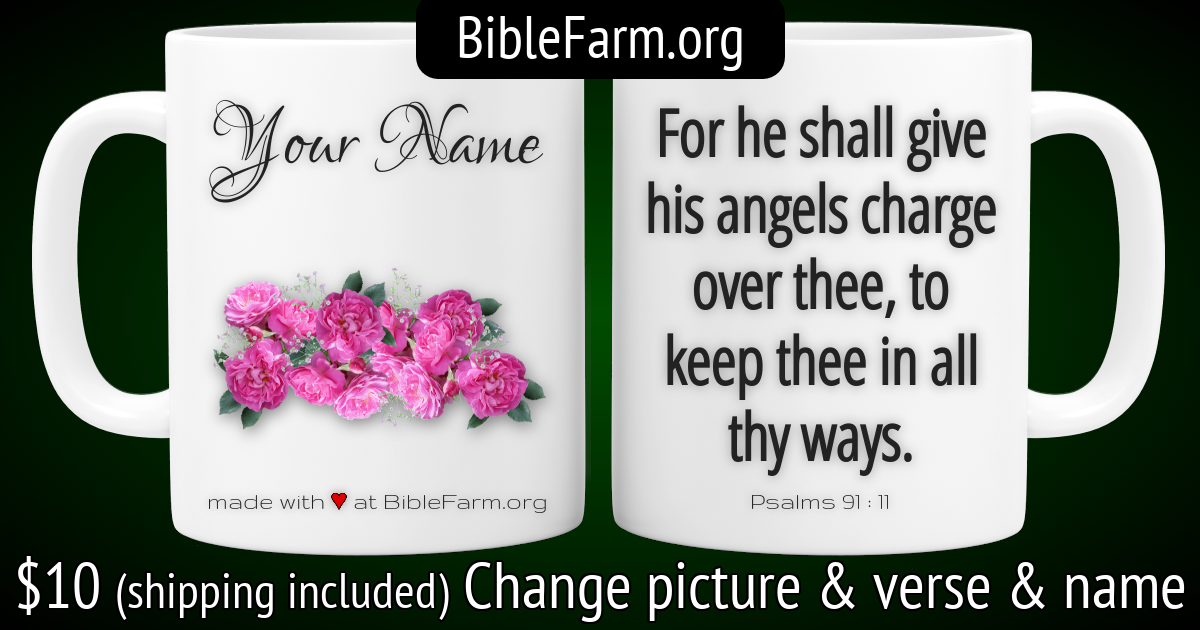 BibleFarm.org
Your Name
made with ♥ at BibleFarm.org
For he shall give
his angels charge
over thee, to
keep thee in all
thy ways.
Psalms 91 : 11
$10 (shipping included) Change picture & verse & name